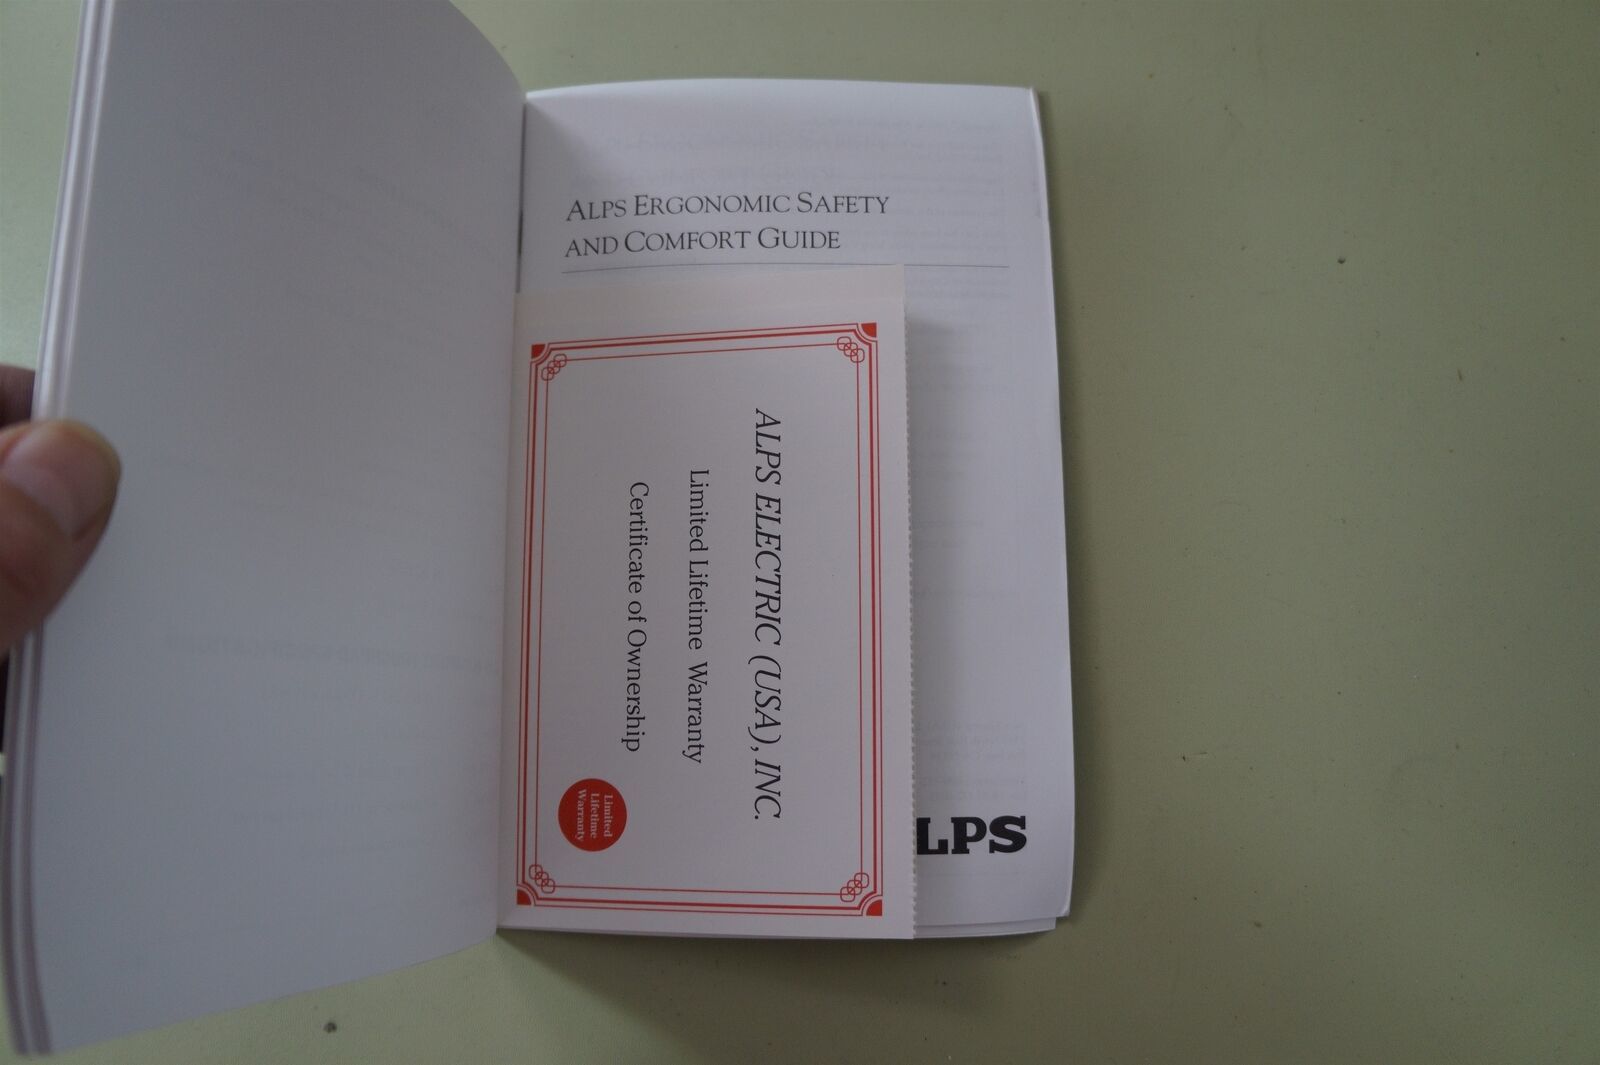 ALPS ERGONOMIC SAFETY
AND COMFORT GUIDE
ALPS ELECTRIC (USA), INC.
Limited Lifetime Warranty
Certificate of Ownership
Limited
Lifetime
Warranty
LPS